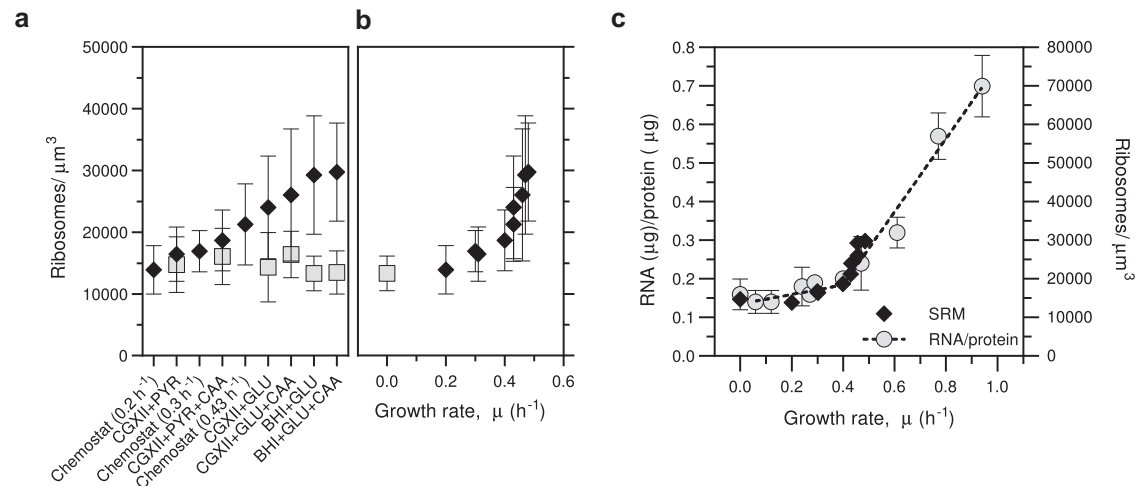 a
b
c
50000
40000
30000
20000
10000
0
Ribosomes/ μm³
Chemostat (0.2 h⁻¹)
CGXII+PYR
Chemostat (0.3 h⁻¹)
CGXII+PYR+CAA
Chemostat (0.43 h⁻¹)
CGXII+GLU
CGXII+GLU+CAA
BHI+GLU
BHI+GLU+CAA
0.0 0.2 0.4 0.6
Growth rate, μ (h⁻¹)
0.8
0.7
0.6
0.5
0.4
0.3
0.2
0.1
0.0
RNA (μg)/protein ( μg)
SRM
RNA/protein
0.0 0.2 0.4 0.6 0.8 1.0
Growth rate, μ (h⁻¹)
80000
70000
60000
50000
40000
30000
20000
10000
0
Ribosomes/ μm³